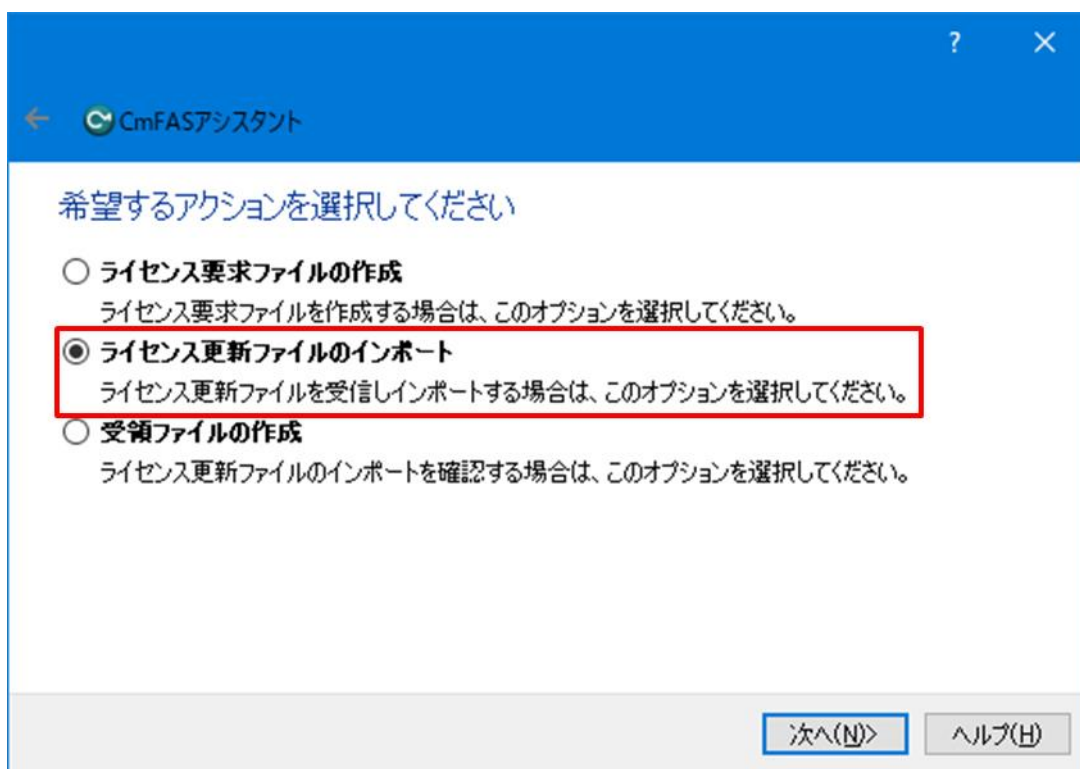 ?
CmFASアシスタント
希望するアクションを選択してください
ライセンス要求ファイルの作成
ライセンス要求ファイルを作成する場合は、このオプションを選択してください。
ライセンス更新ファイルのインポート
ライセンス更新ファイルを受信しインポートする場合は、このオプションを選択してください。
受領ファイルの作成
ライセンス更新ファイルのインポートを確認する場合は、このオプションを選択してください。
次へ(N)> ヘルプ(H)